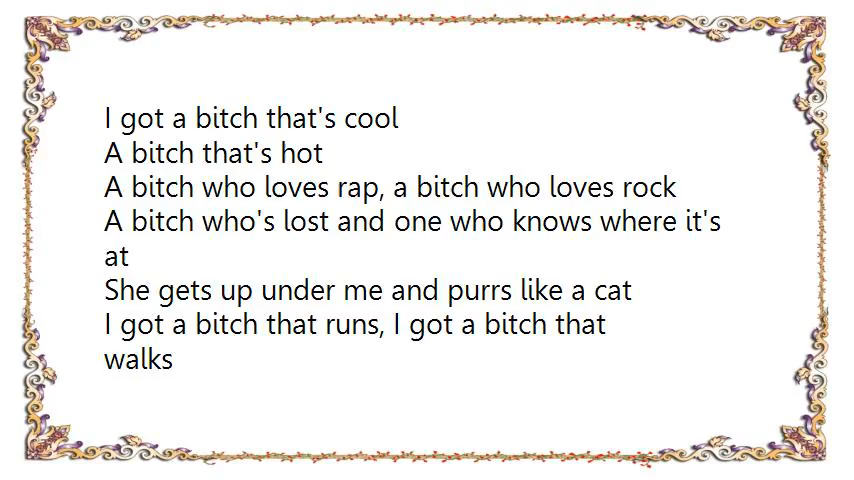 I got a bitch that's cool
A bitch that's hot
A bitch who loves rap, a bitch who loves rock
A bitch who's lost and one who knows where it's
at
She gets up under me and purrs like a cat
I got a bitch that runs, I got a bitch that
walks